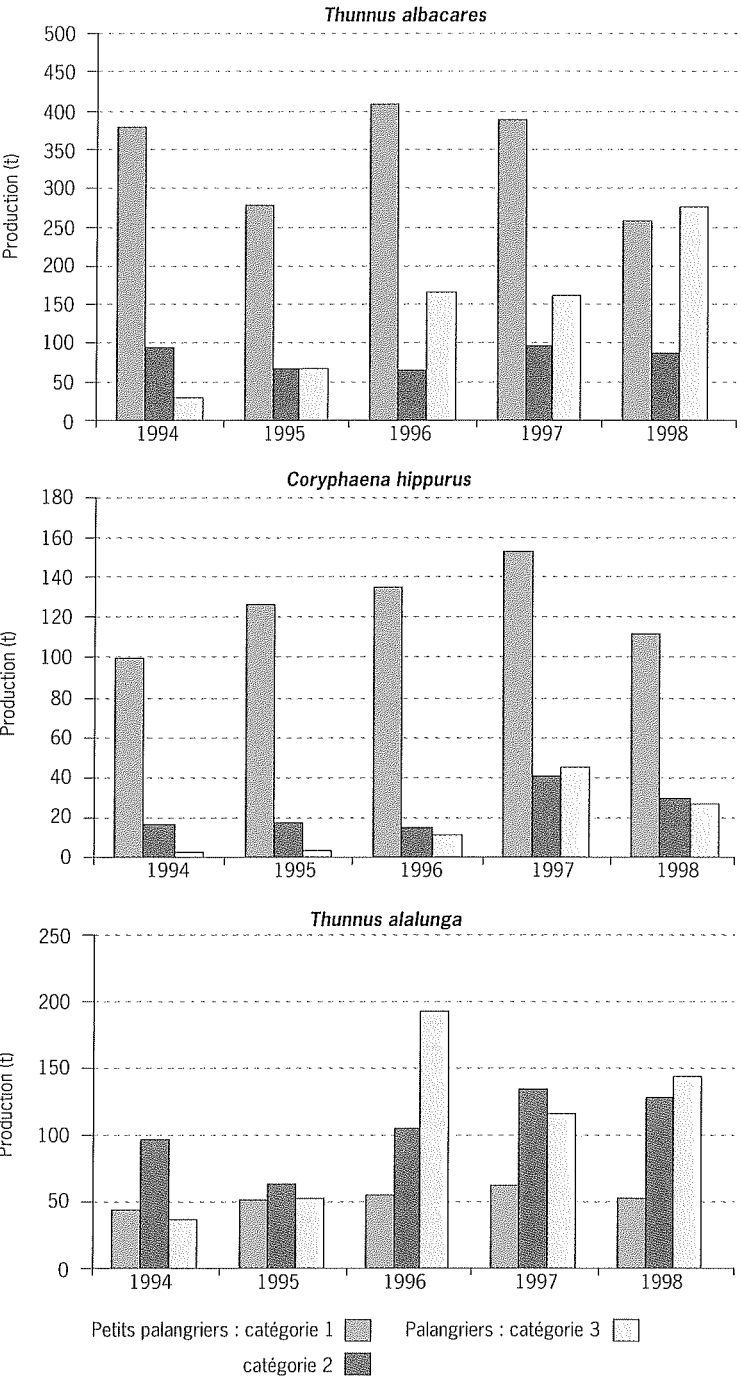 Thunnus albacares
500
450
400
350
300
250
200
150
100
50
0
Production (t)
1994 1995 1996 1997 1998
Coryphaena hippurus
180
160
140
120
100
80
60
40
20
0
Production (t)
1994 1995 1996 1997 1998
Thunnus alalunga
250
200
150
100
50
0
Production (t)
1994 1995 1996 1997 1998
Petits palangriers : catégorie 1 Palangriers : catégorie 3
catégorie 2